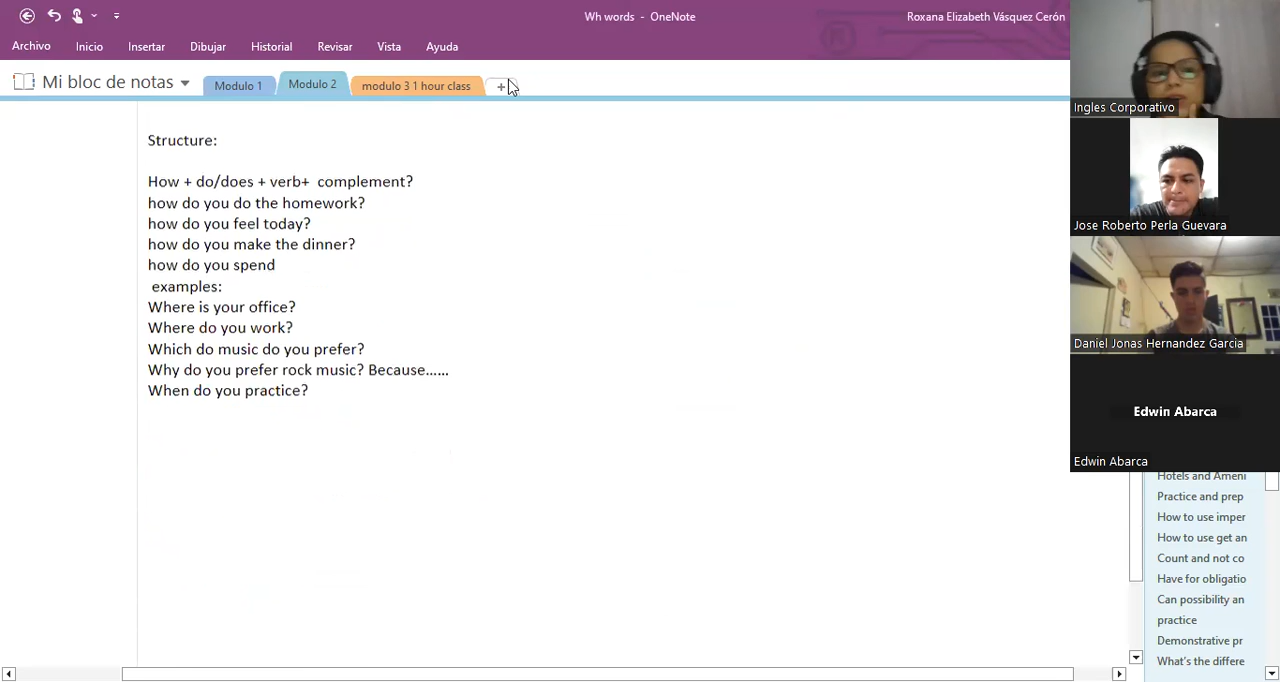 Wh words - OneNote
Roxana Elizabeth Vásquez Cerón
Archivo Inicio Insertar Dibujar Historial Revisar Vista Ayuda
Mi bloc de notas Modulo 1 Modulo 2 modulo 3 1 hour class +
Structure:
How + do/does + verb+ complement?
how do you do the homework?
how do you feel today?
how do you make the dinner?
how do you spend
examples:
Where is your office?
Where do you work?
Which do music do you prefer?
Why do you prefer rock music? Because......
When do you practice?
Ingles Corporativo
Jose Roberto Perla Guevara
Daniel Jonas Hernandez Garcia
Edwin Abarca
Edwin Abarca
Hotels and Ameni
Practice and prep
How to use imper
How to use get an
Count and not co
Have for obligatio
Can possibility an
practice
Demonstrative pr
What's the differe